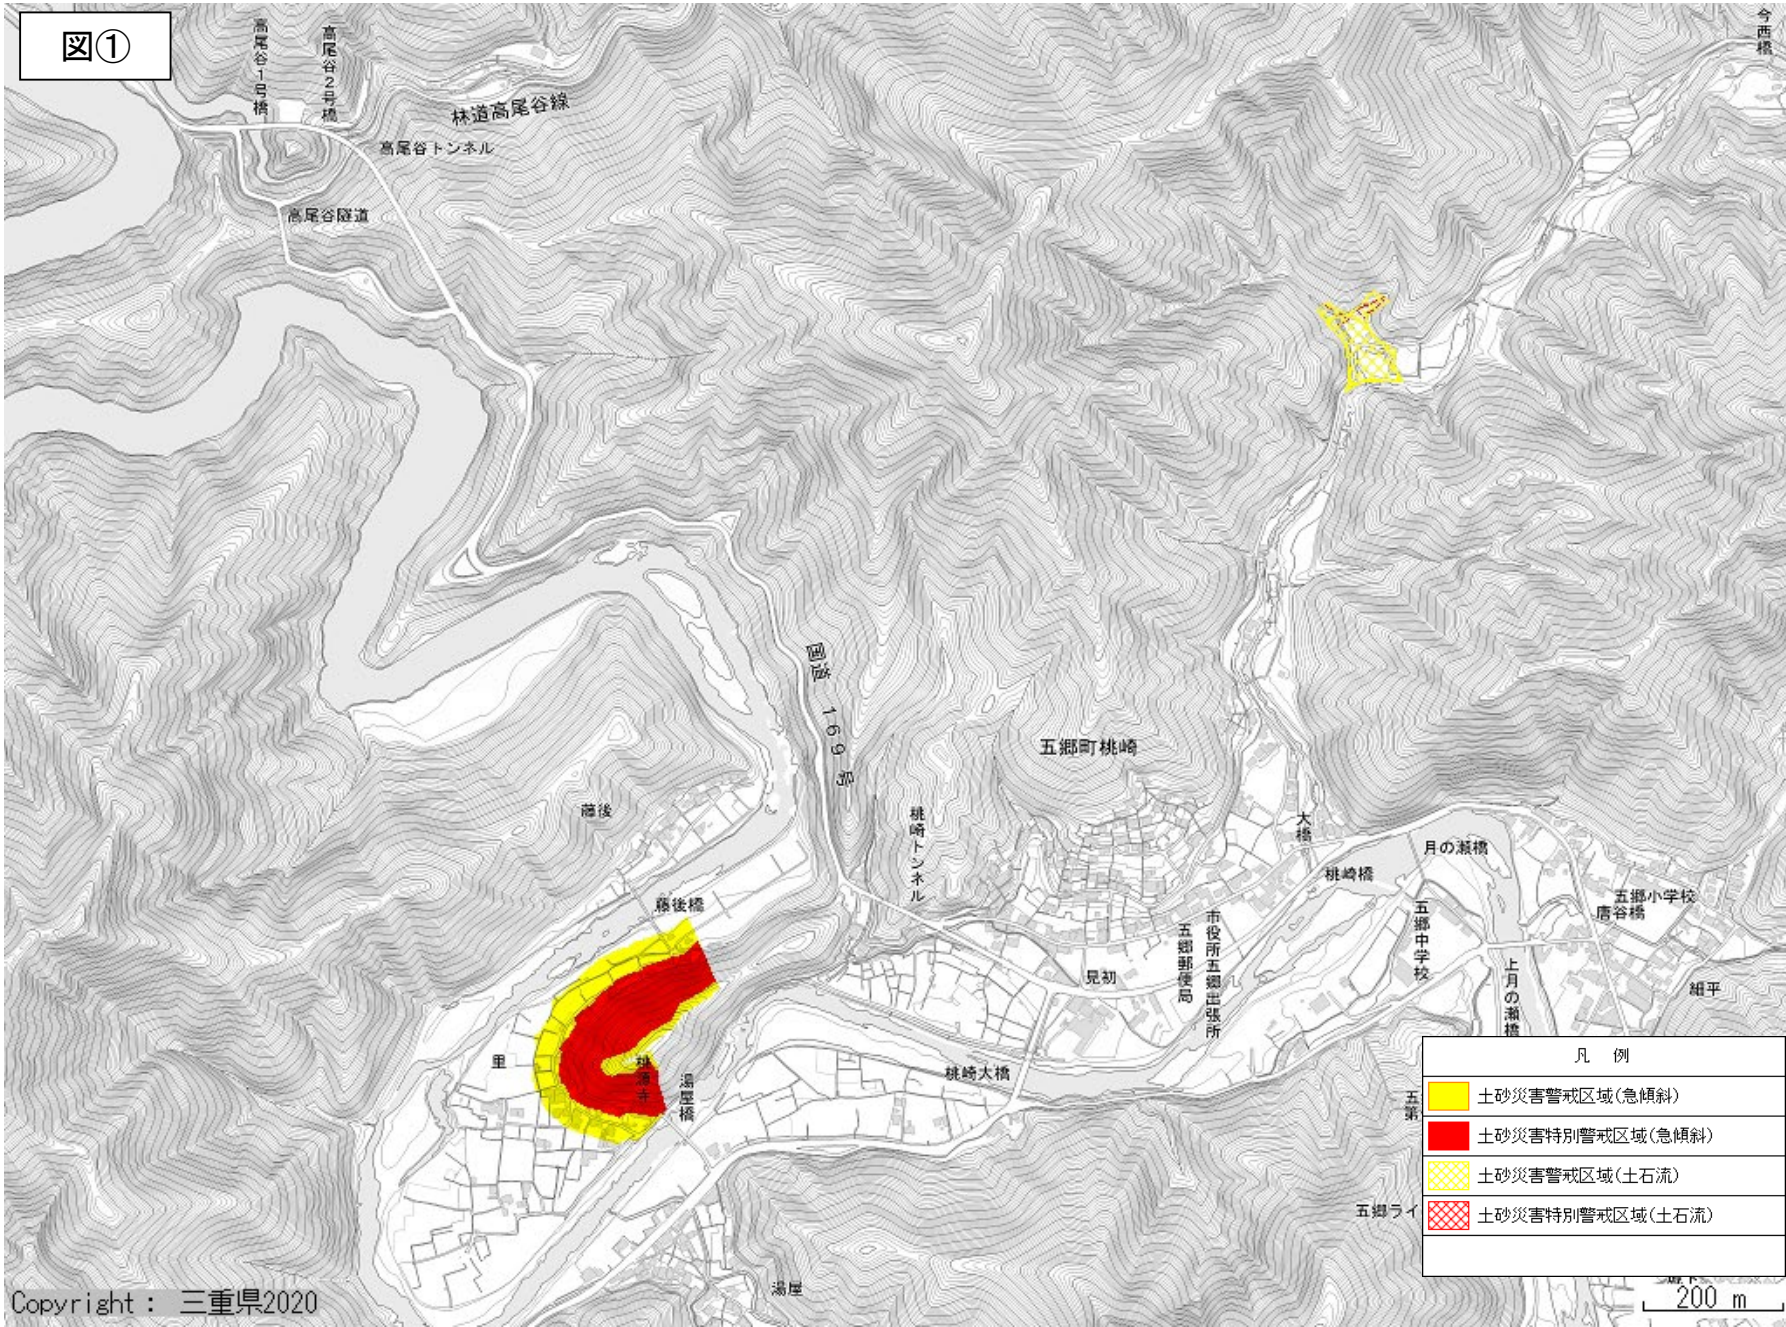 図①
今西橋
高尾谷1号橋
高尾谷2号橋
林道高尾谷線
高尾谷トンネル
高尾谷隧道
国道 169号
五郷町桃崎
藤後
桃崎トンネル
大橋
月の瀬橋
桃崎橋
五郷小学校
唐谷橋
藤後橋
五郷中学校
市役所五郷出張所
五郷郵便局
見初
上月の瀬橋
細平
里
桃源寺
湯屋橋
桃崎大橋
凡 例
土砂災害警戒区域(急傾斜)
五
第
土砂災害特別警戒区域(急傾斜)
土砂災害警戒区域(土石流)
五郷ライ
土砂災害特別警戒区域(土石流)
湯屋
200 m
Copyright : 三重県2020